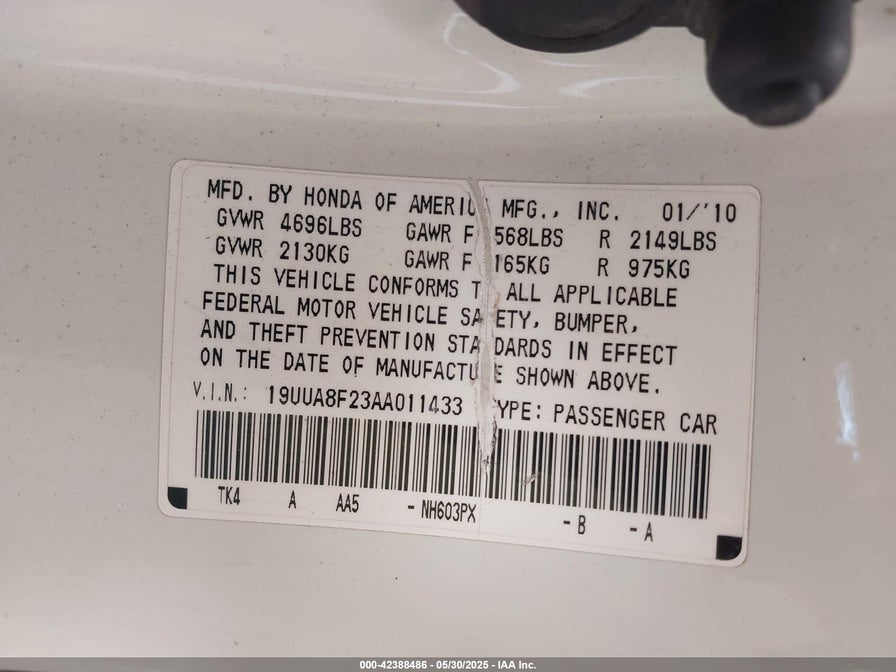 MFD. BY HONDA OF AMERIC MFG., INC. 01/'10
GVWR 4696LBS GAWR F 568LBS R 2149LBS
GVWR 2130KG GAWR F 165KG R 975KG
THIS VEHICLE CONFORMS T ALL APPLICABLE
FEDERAL MOTOR VEHICLE SA ETY, BUMPER,
AND THEFT PREVENTION STA DARDS IN EFFECT
ON THE DATE OF MANUFACTU E SHOWN ABOVE.
V.I.N.: 19UUA8F23AA011433 YPE: PASSENGER CAR
TK4 A AA5 - NH603PX - B - A
000-42388486 - 05/30/2025 - IAA Inc.